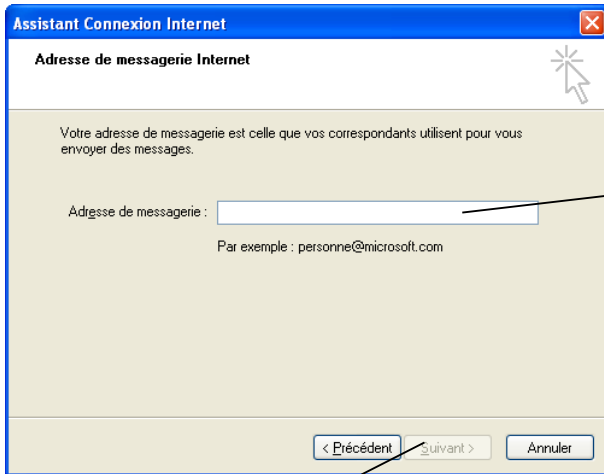 Assistant Connexion Internet
Adresse de messagerie Internet
Votre adresse de messagerie est celle que vos correspondants utilisent pour vous
envoyer des messages.
Adresse de messagerie :
Par exemple : personne@microsoft.com
< Précédent Suivant > Annuler